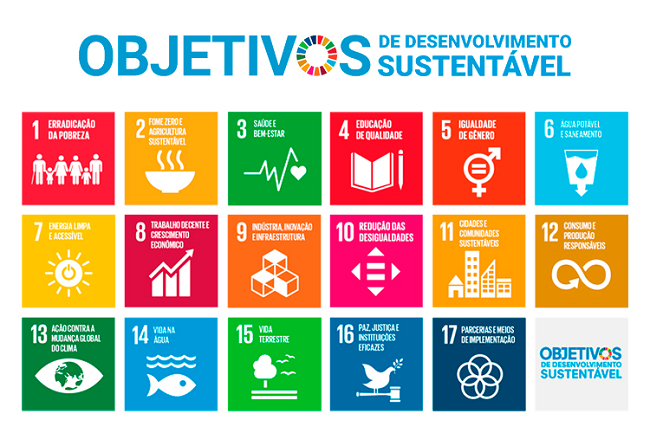 OBJETIVOS DE DESENVOLVIMENTO
SUSTENTÁVEL
1 ERRADICAÇÃO
DA POBREZA
2 FOME ZERO E
AGRICULTURA
SUSTENTÁVEL
3 SAÚDE E
BEM-ESTAR
4 EDUCAÇÃO
DE QUALIDADE
5 IGUALDADE
DE GÊNERO
6 ÁGUA POTÁVEL
E SANEAMENTO
7 ENERGIA LIMPA
E ACESSÍVEL
8 TRABALHO DECENTE E
CRESCIMENTO
ECONÔMICO
9 INDÚSTRIA, INOVAÇÃO
E INFRAESTRUTURA
10 REDUÇÃO DAS
DESIGUALDADES
11 CIDADES E
COMUNIDADES
SUSTENTÁVEIS
12 CONSUMO E
PRODUÇÃO
RESPONSÁVEIS
13 AÇÃO CONTRA A
MUDANÇA GLOBAL
DO CLIMA
14 VIDA NA
ÁGUA
15 VIDA
TERRESTRE
16 PAZ, JUSTIÇA E
INSTITUIÇÕES
EFICAZES
17 PARCERIAS E MEIOS
DE IMPLEMENTAÇÃO
OBJETIVOS
DE DESENVOLVIMENTO
SUSTENTÁVEL